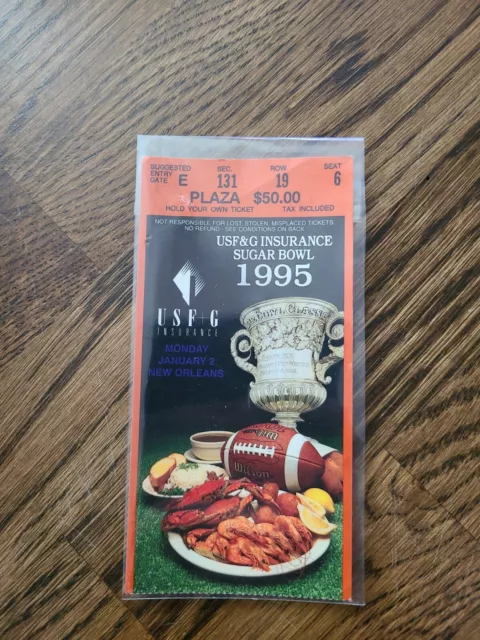 SUGGESTED
ENTRY
GATE E
SEC. 131
ROW 19
SEAT 6
PLAZA $50.00
HOLD YOUR OWN TICKET TAX INCLUDED
NOT RESPONSIBLE FOR LOST, STOLEN, MISPLACED TICKETS.
NO REFUND - SEE CONDITIONS ON BACK
USF&G INSURANCE
SUGAR BOWL
1995
USF+G
INSURANCE
MONDAY
JANUARY 2
NEW ORLEANS
Wilson